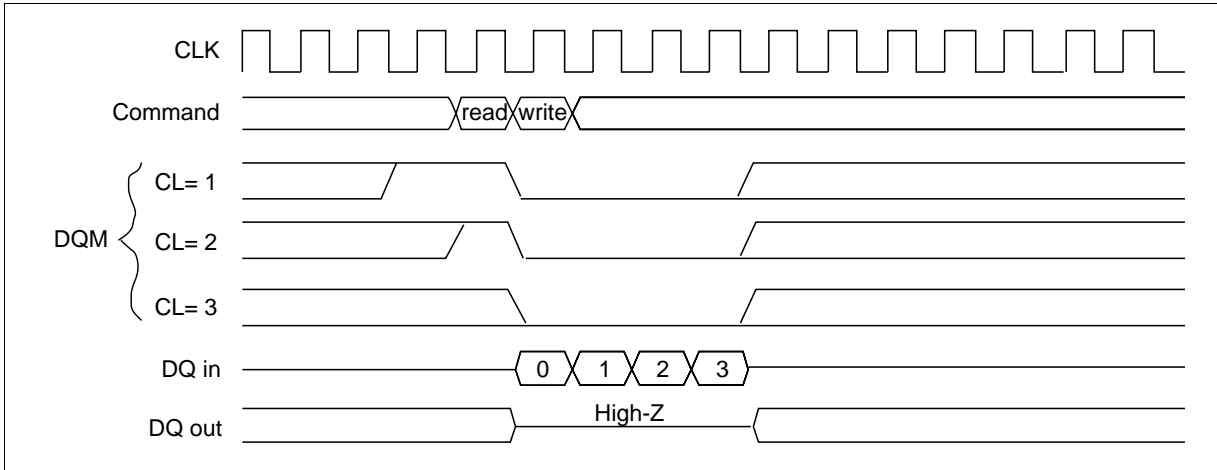 CLK
Command read write
CL= 1
DQM CL= 2
CL= 3
DQ in 0 1 2 3
DQ out High-Z